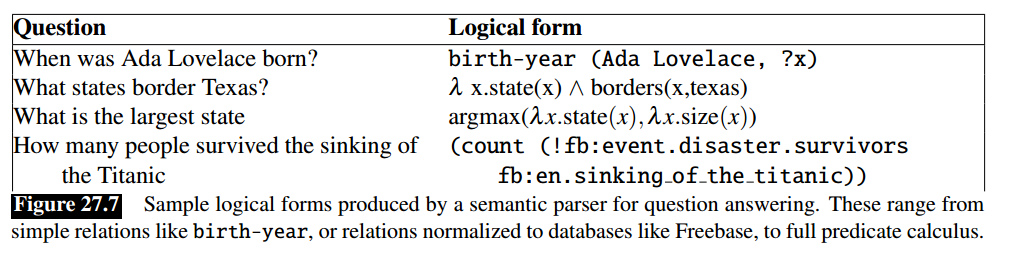 Question Logical form
When was Ada Lovelace born? birth-year (Ada Lovelace, ?x)
What states border Texas? λ x.state(x) ∧ borders(x,texas)
What is the largest state argmax(λx.state(x),λx.size(x))
How many people survived the sinking of (count (!fb:event.disaster.survivors
the Titanic fb:en.sinking_of_the_titanic))
Figure 27.7 Sample logical forms produced by a semantic parser for question answering. These range from
simple relations like birth-year, or relations normalized to databases like Freebase, to full predicate calculus.